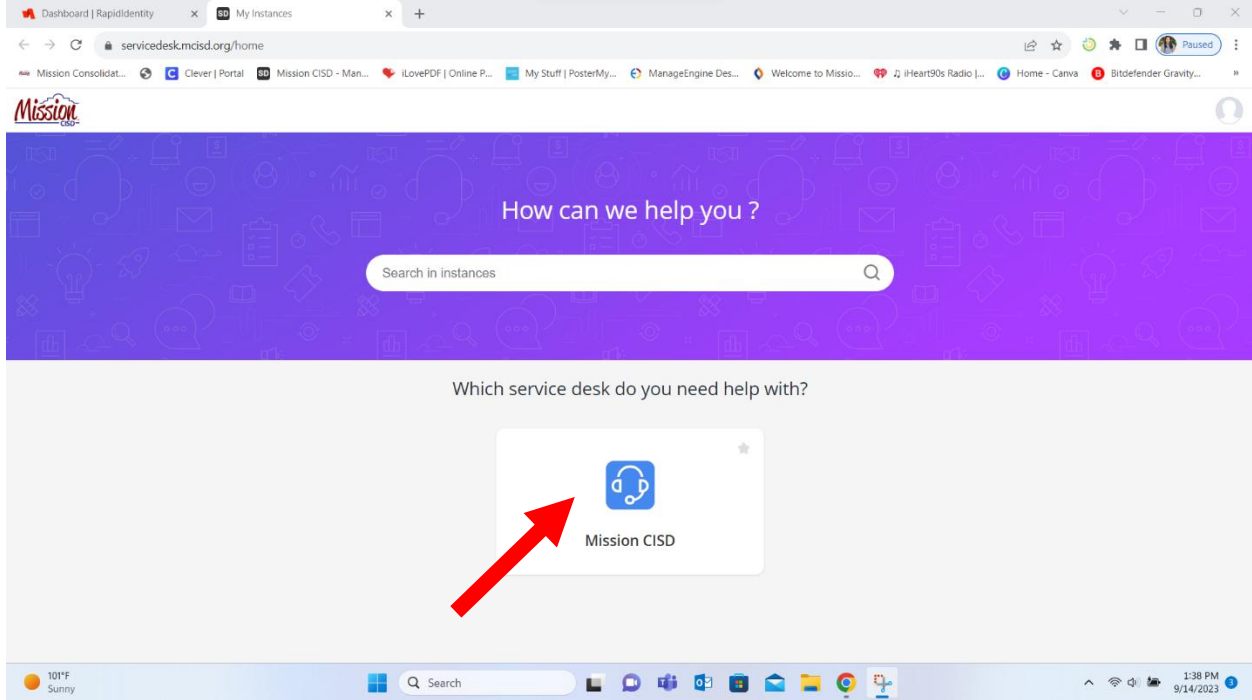 Dashboard | RapidIdentity
SD My Instances
servicedesk.mcisd.org/home
Paused
Mission Consolidat...
C Clever | Portal
SD Mission CISD - Man...
iLovePDF | Online P...
My Stuff | PosterMy...
ManageEngine Des...
Welcome to Missio...
♫ iHeart90s Radio |...
C Home - Canva
B Bitdefender Gravity...
»
Mission
CISD
How can we help you ?
Search in instances
Which service desk do you need help with?
Mission CISD
101°F
Sunny
Search
1:38 PM
9/14/2023
3